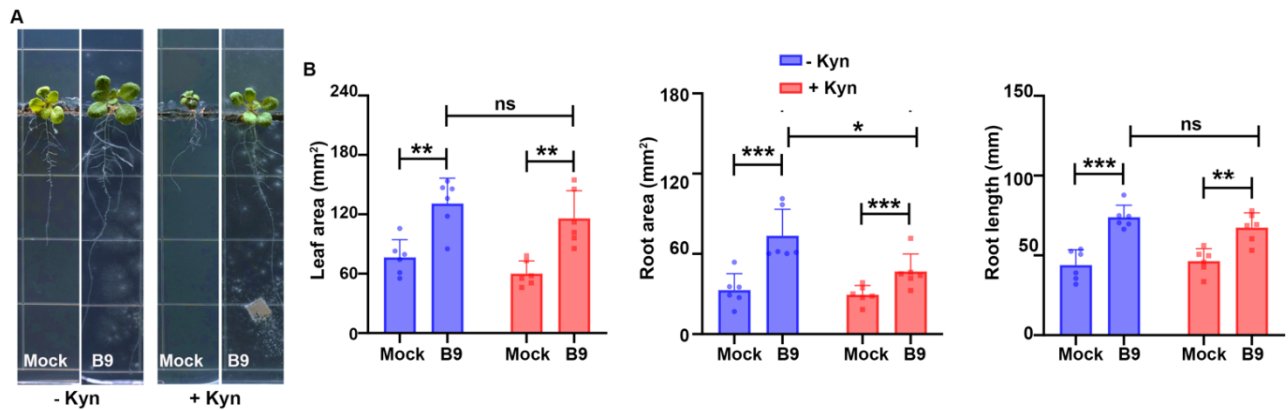 A
Mock
B9
Mock
B9
- Kyn
+ Kyn
B
- Kyn
+ Kyn
Leaf area (mm²)
240
180
120
60
0
**
**
ns
Mock
B9
Mock
B9
Root area (mm²)
180
120
60
0
***
***
*
Mock
B9
Mock
B9
Root length (mm)
150
100
50
0
***
**
ns
Mock
B9
Mock
B9